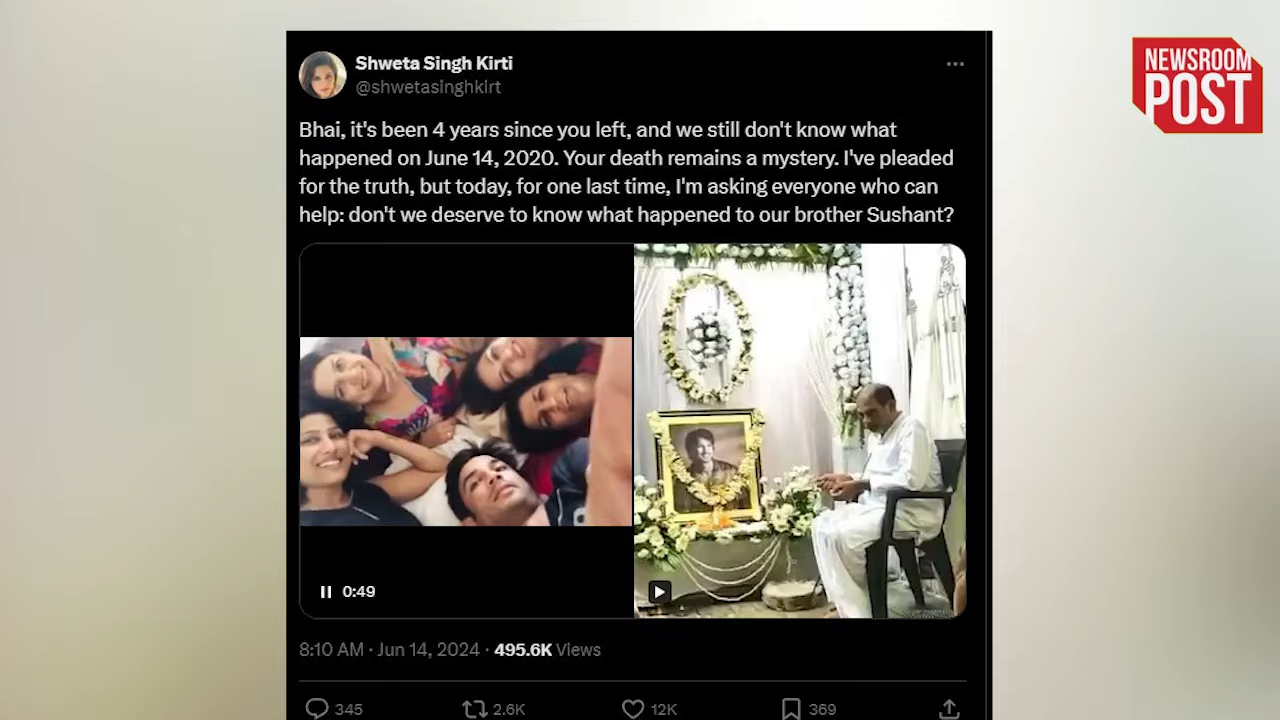 NEWSROOM
POST
Shweta Singh Kirti
@shwetasinghkirt
Bhai, it's been 4 years since you left, and we still don't know what
happened on June 14, 2020. Your death remains a mystery. I've pleaded
for the truth, but today, for one last time, I'm asking everyone who can
help: don't we deserve to know what happened to our brother Sushant?
0:49
8:10 AM · Jun 14, 2024 · 495.6K Views
345 2.6K 12K 369